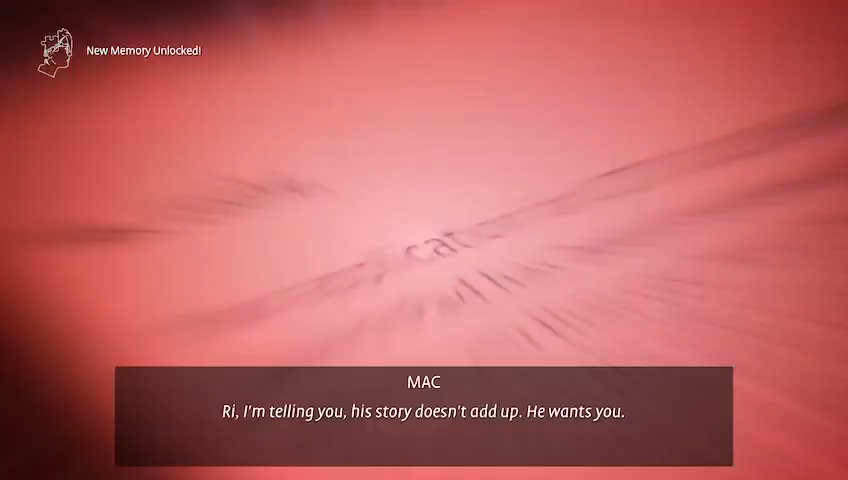 New Memory Unlocked!
MAC
Ri, I'm telling you, his story doesn't add up. He wants you.